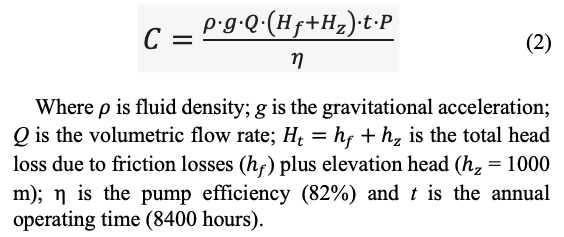 C = ρ·g·Q·(H_f+H_z)·t·P / η (2)
Where ρ is fluid density; g is the gravitational acceleration;
Q is the volumetric flow rate; H_t = h_f + h_z is the total head
loss due to friction losses (h_f) plus elevation head (h_z = 1000
m); η is the pump efficiency (82%) and t is the annual
operating time (8400 hours).